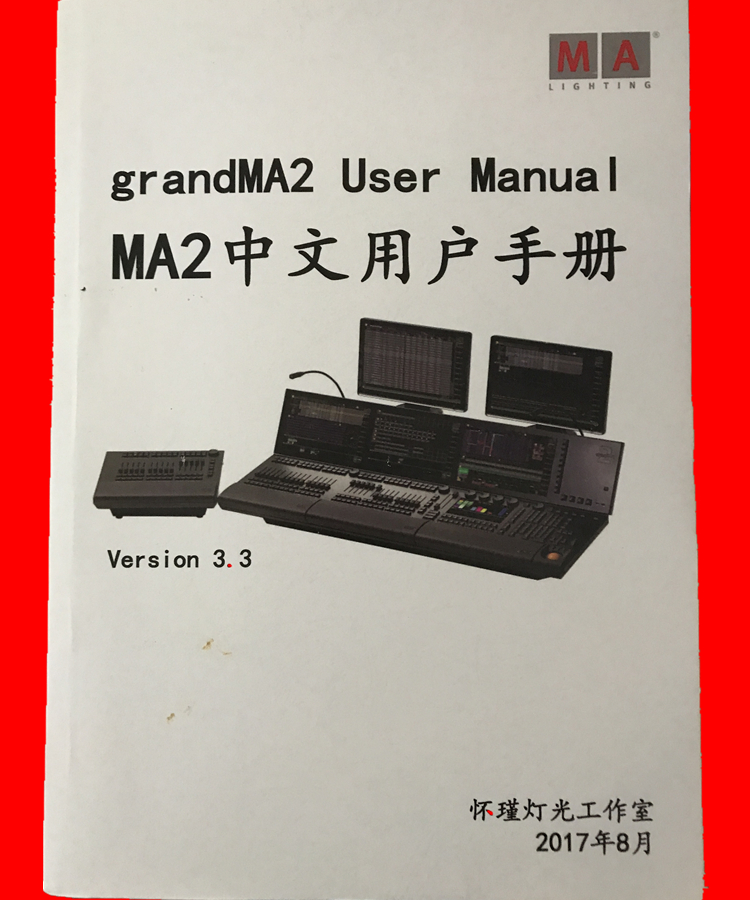 MA
LIGHTING
grandMA2 User Manual
MA2中文用户手册
Version 3.3
怀瑾灯光工作室
2017年8月